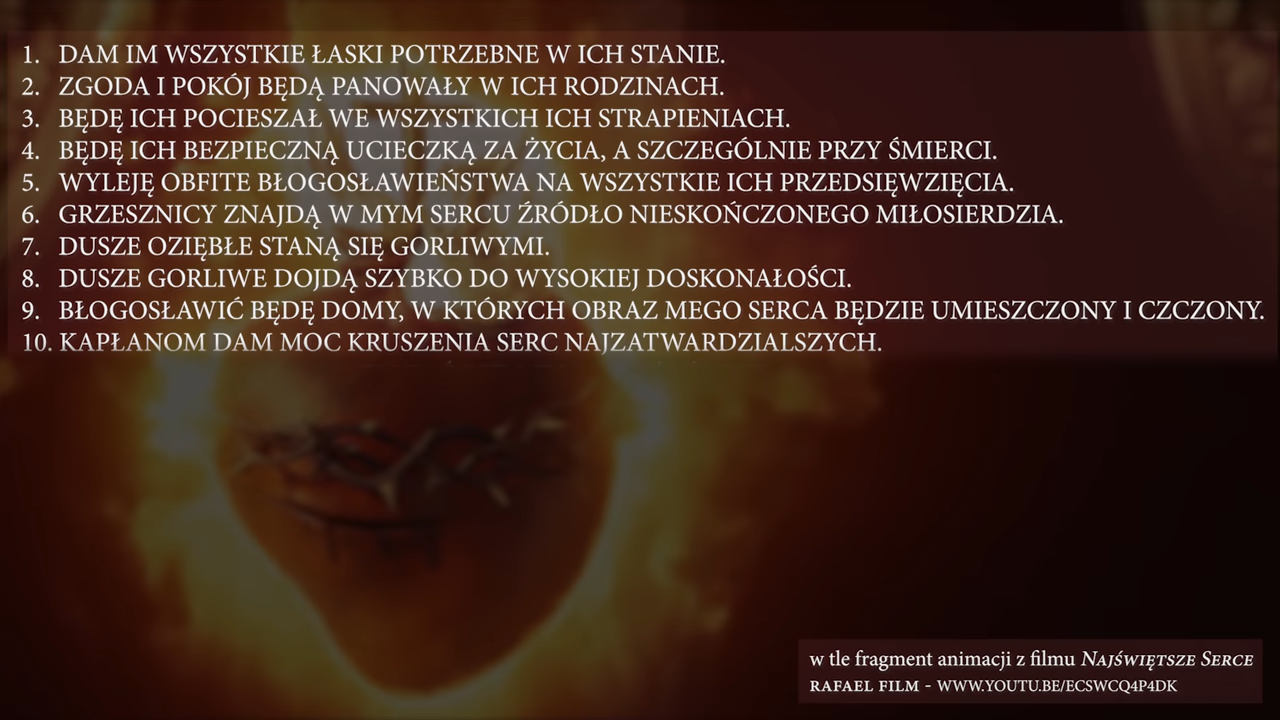 1. DAM IM WSZYSTKIE ŁASKI POTRZEBNE W ICH STANIE.
2. ZGODA I POKÓJ BĘDĄ PANOWAŁY W ICH RODZINACH.
3. BĘDĘ ICH POCIESZAŁ WE WSZYSTKICH ICH STRAPIENIACH.
4. BĘDĘ ICH BEZPIECZNĄ UCIECZKĄ ZA ŻYCIA, A SZCZEGÓLNIE PRZY ŚMIERCI.
5. WYLEJĘ OBFITE BŁOGOSŁAWIEŃSTWA NA WSZYSTKIE ICH PRZEDSIĘWZIĘCIA.
6. GRZESZNICY ZNAJDĄ W MYM SERCU ŹRÓDŁO NIESKOŃCZONEGO MIŁOSIERDZIA.
7. DUSZE OZIĘBŁE STANĄ SIĘ GORLIWYMI.
8. DUSZE GORLIWE DOJDĄ SZYBKO DO WYSOKIEJ DOSKONAŁOŚCI.
9. BŁOGOSŁAWIĆ BĘDĘ DOMY, W KTÓRYCH OBRAZ MEGO SERCA BĘDZIE UMIESZCZONY I CZCZONY.
10. KAPŁANOM DAM MOC KRUSZENIA SERC NAJZATWARDZIALSZYCH.
w tle fragment animacji z filmu NAJŚWIĘTSZE SERCE
RAFAEL FILM - WWW.YOUTU.BE/ECSWCQ4P4DK